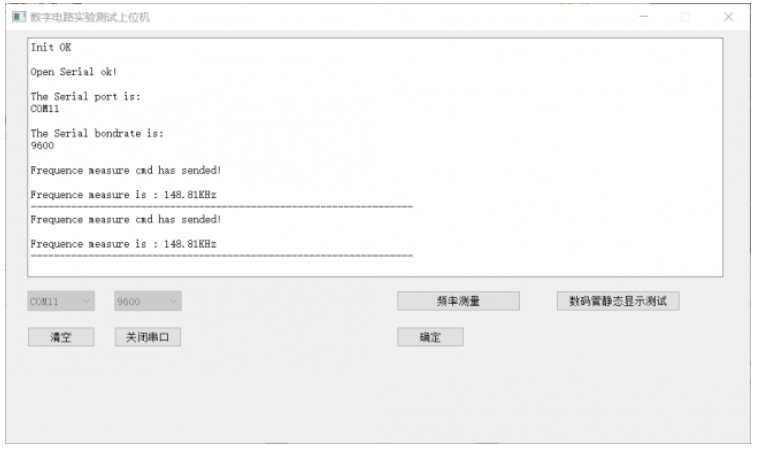 数字电路实验测试上位机
Init OK
Open Serial ok!
The Serial port is:
COM11
The Serial bondrate is:
9600
Frequence measure cmd has sended!
Frequence measure is : 148.81KHz
--------------------------------------------------------------------------------
Frequence measure cmd has sended!
Frequence measure is : 148.81KHz
--------------------------------------------------------------------------------
COM11 9600 频率测量 数码管静态显示测试
清空 关闭串口 确定